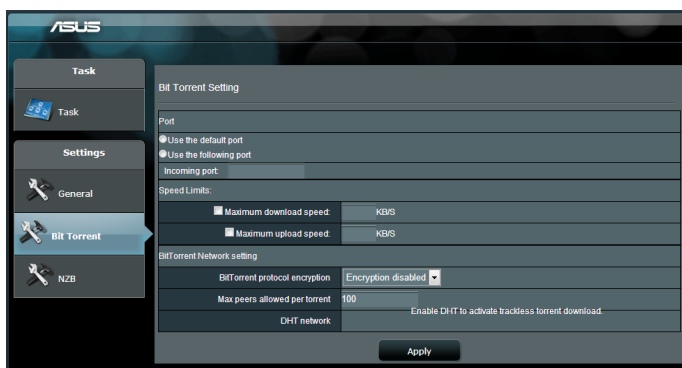 ASUS
Task
Task
Settings
General
Bit Torrent
NZB
Bit Torrent Setting
Port
Use the default port
Use the following port
Incoming port:
Speed Limits:
Maximum download speed: KB/S
Maximum upload speed: KB/S
BitTorrent Network setting
BitTorrent protocol encryption Encryption disabled
Max peers allowed per torrent 100
DHT network Enable DHT to activate trackless torrent download.
Apply